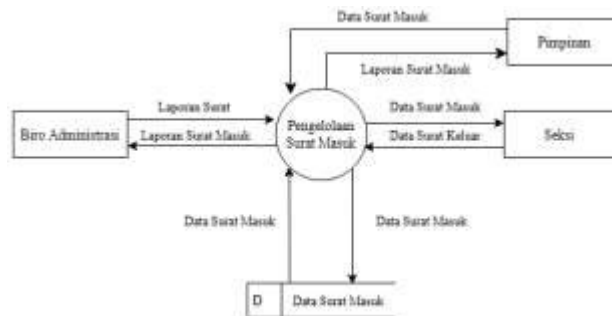 Data Surat Masuk
Pimpinan
Laporan Surat Masuk
Laporan Surat
Data Surat Masuk
Biro Administrasi
Pengelolaan
Surat Masuk
Seksi
Laporan Surat Masuk
Data Surat Keluar
Data Surat Masuk
Data Surat Masuk
D
Data Surat Masuk